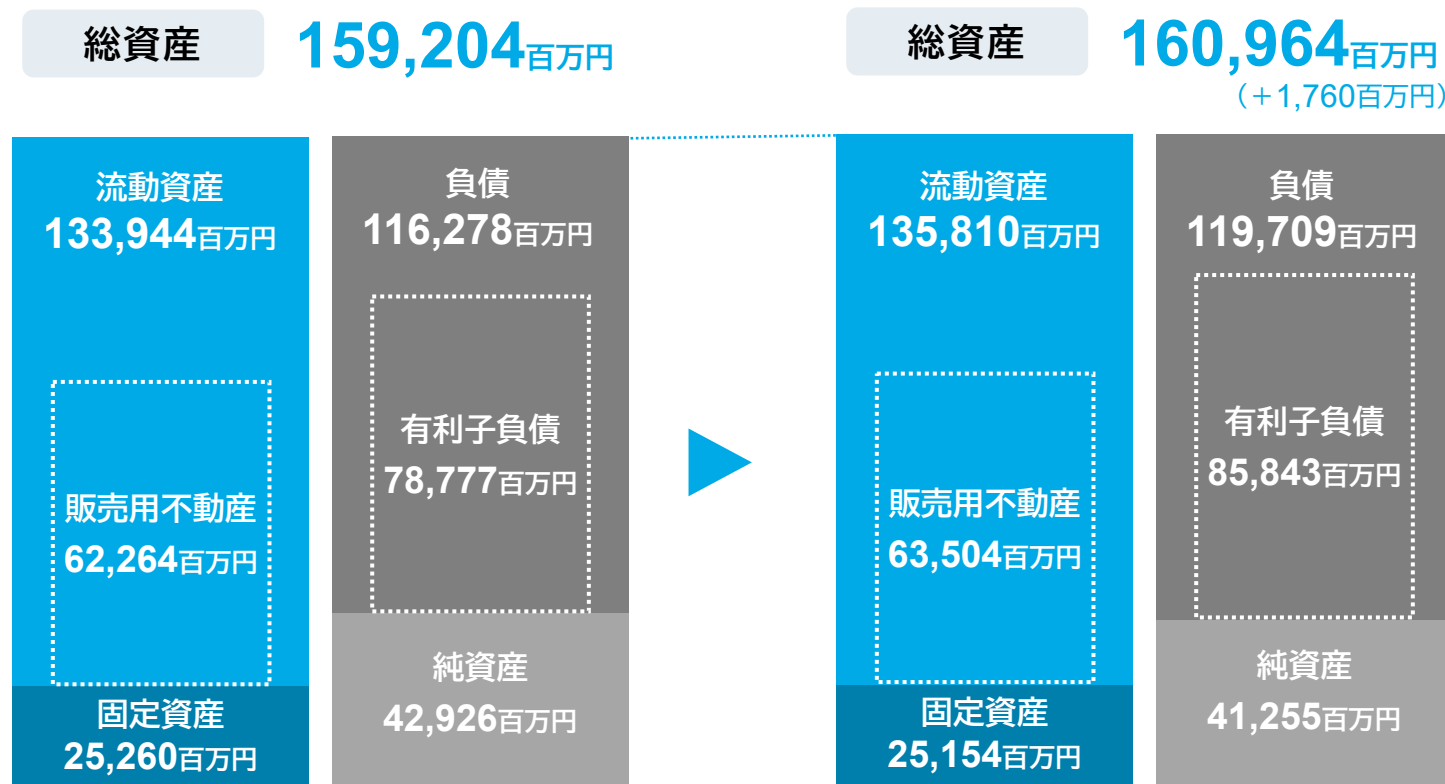 総資産 159,204百万円
流動資産
133,944百万円
販売用不動産
62,264百万円
固定資産
25,260百万円
負債
116,278百万円
有利子負債
78,777百万円
純資産
42,926百万円
総資産 160,964百万円
（＋1,760百万円）
流動資産
135,810百万円
販売用不動産
63,504百万円
固定資産
25,154百万円
負債
119,709百万円
有利子負債
85,843百万円
純資産
41,255百万円